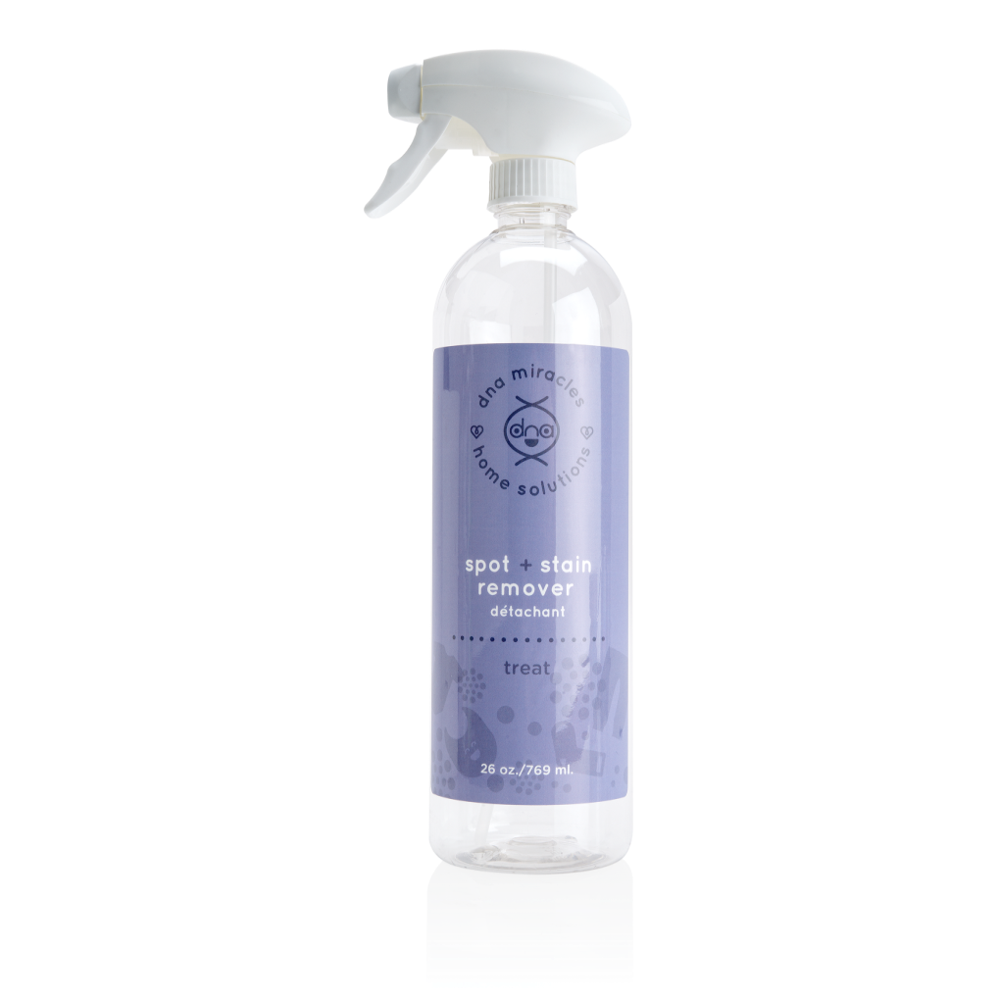 dna miracles
dna
home solutions
spot + stain
remover
détachant
treat
26 oz./769 ml.